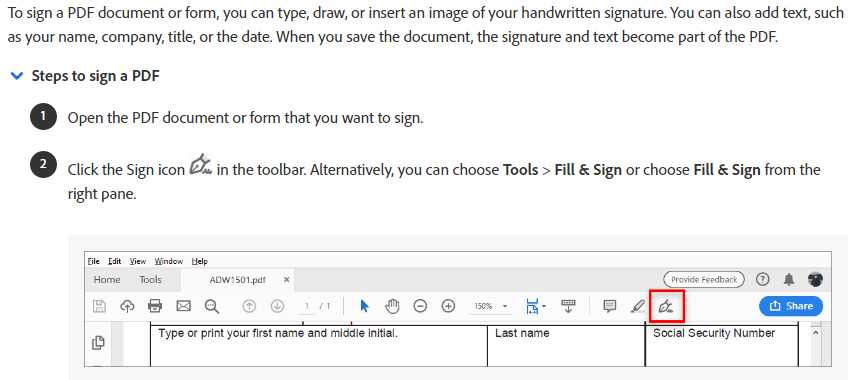 To sign a PDF document or form, you can type, draw, or insert an image of your handwritten signature. You can also add text, such
as your name, company, title, or the date. When you save the document, the signature and text become part of the PDF.
Steps to sign a PDF
1 Open the PDF document or form that you want to sign.
2 Click the Sign icon in the toolbar. Alternatively, you can choose Tools > Fill & Sign or choose Fill & Sign from the
right pane.
File Edit View Window Help
Home Tools ADW1501.pdf × Provide Feedback ?
1 / 1 150% Share
Type or print your first name and middle initial. Last name Social Security Number